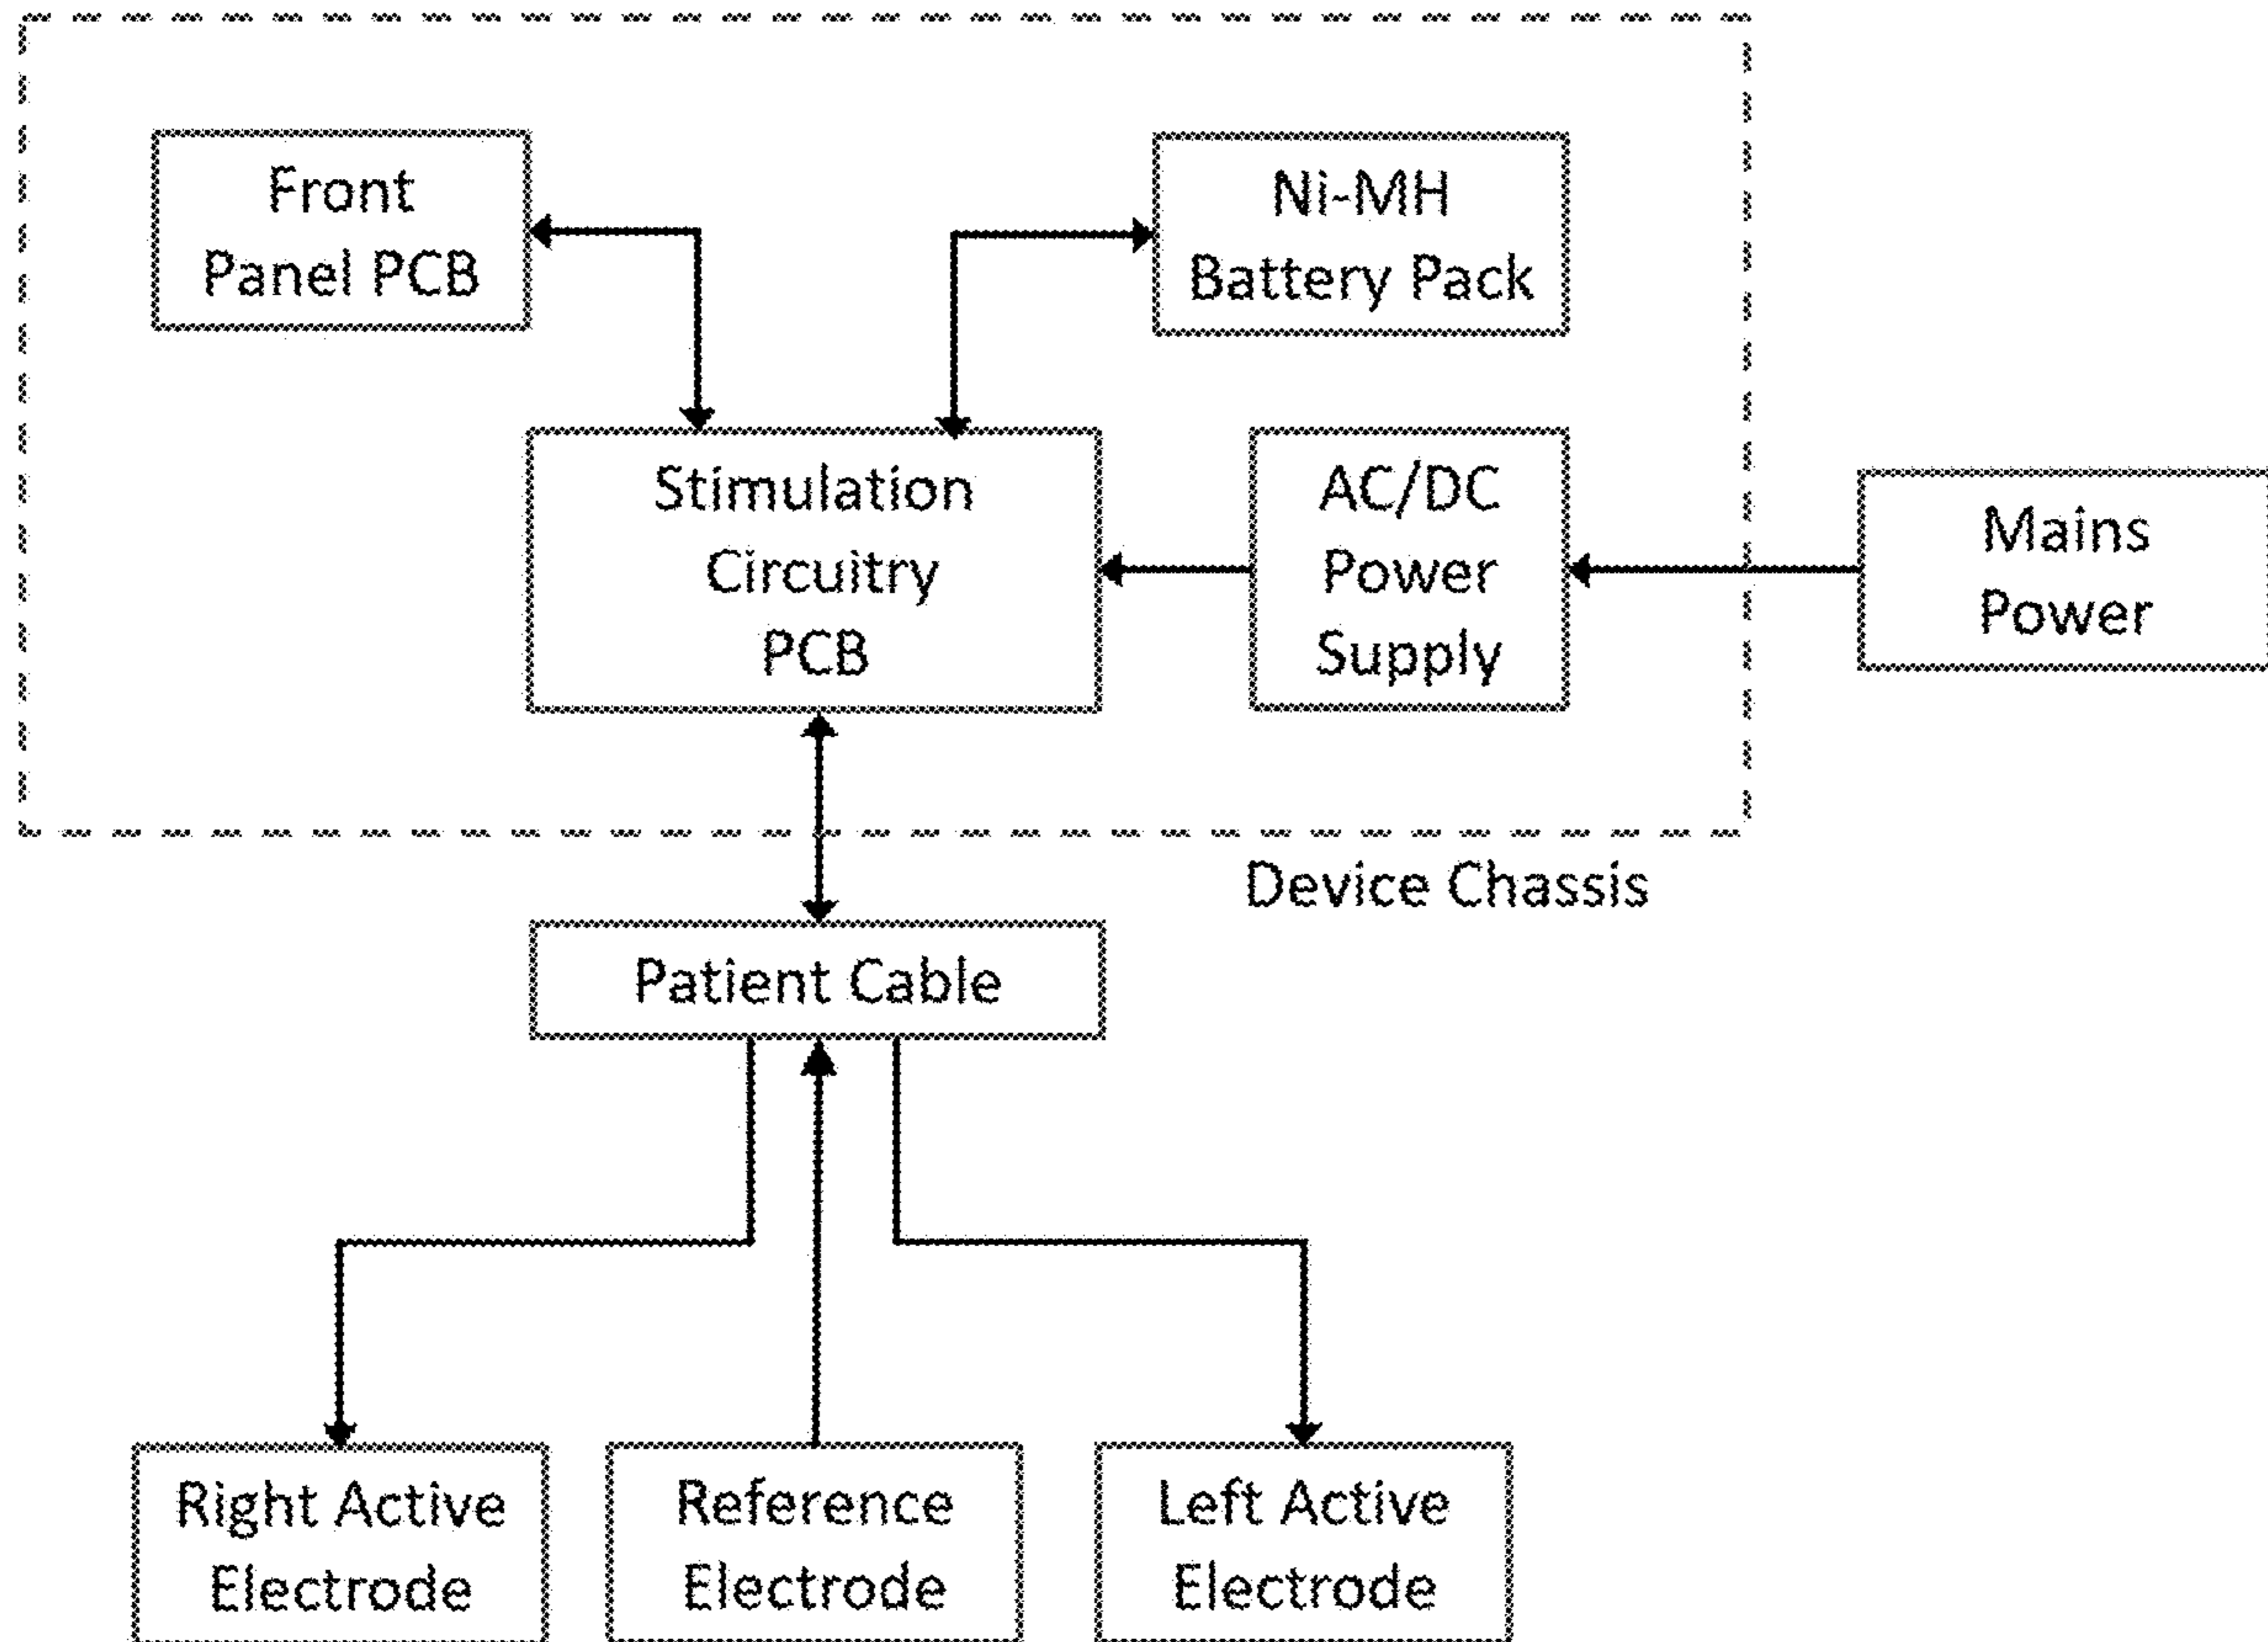 Front
Panel PCB
Ni-MH
Battery Pack
Stimulation
Circuitry
PCB
AC/DC
Power
Supply
Mains
Power
Device Chassis
Patient Cable
Right Active
Electrode
Reference
Electrode
Left Active
Electrode